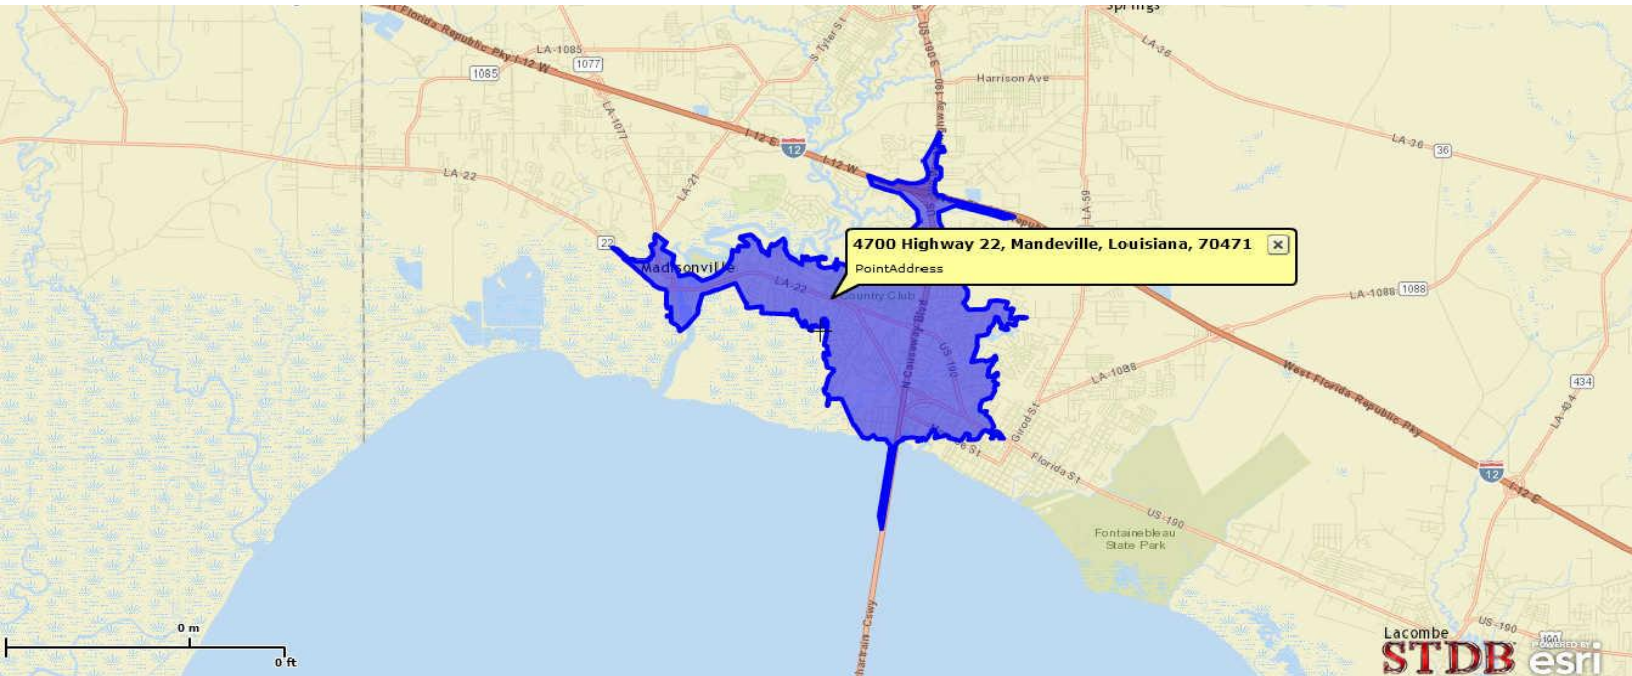 Springs
West Florida Republic Pky I-12 W
LA-1085
1085
1077
S Tyler St
US-190 E
Harrison Ave
LA-36
LA-1077
I-12 E
12
I-12 W
LA-36
36
LA-22
LA-21
LA-59
22
Madisonville
4700 Highway 22, Mandeville, Louisiana, 70471
PointAddress
LA-22
Country Club
LA-1088
1088
N Causeway Blvd
US-190
LA-1088
West Florida Republic Pky
434
LA-434
Girod St
Florida St
12
I-12 E
US-190
Fontainebleau
State Park
0 m
0 ft
US-190
190
Lacombe
STDB
POWERED BY
esri